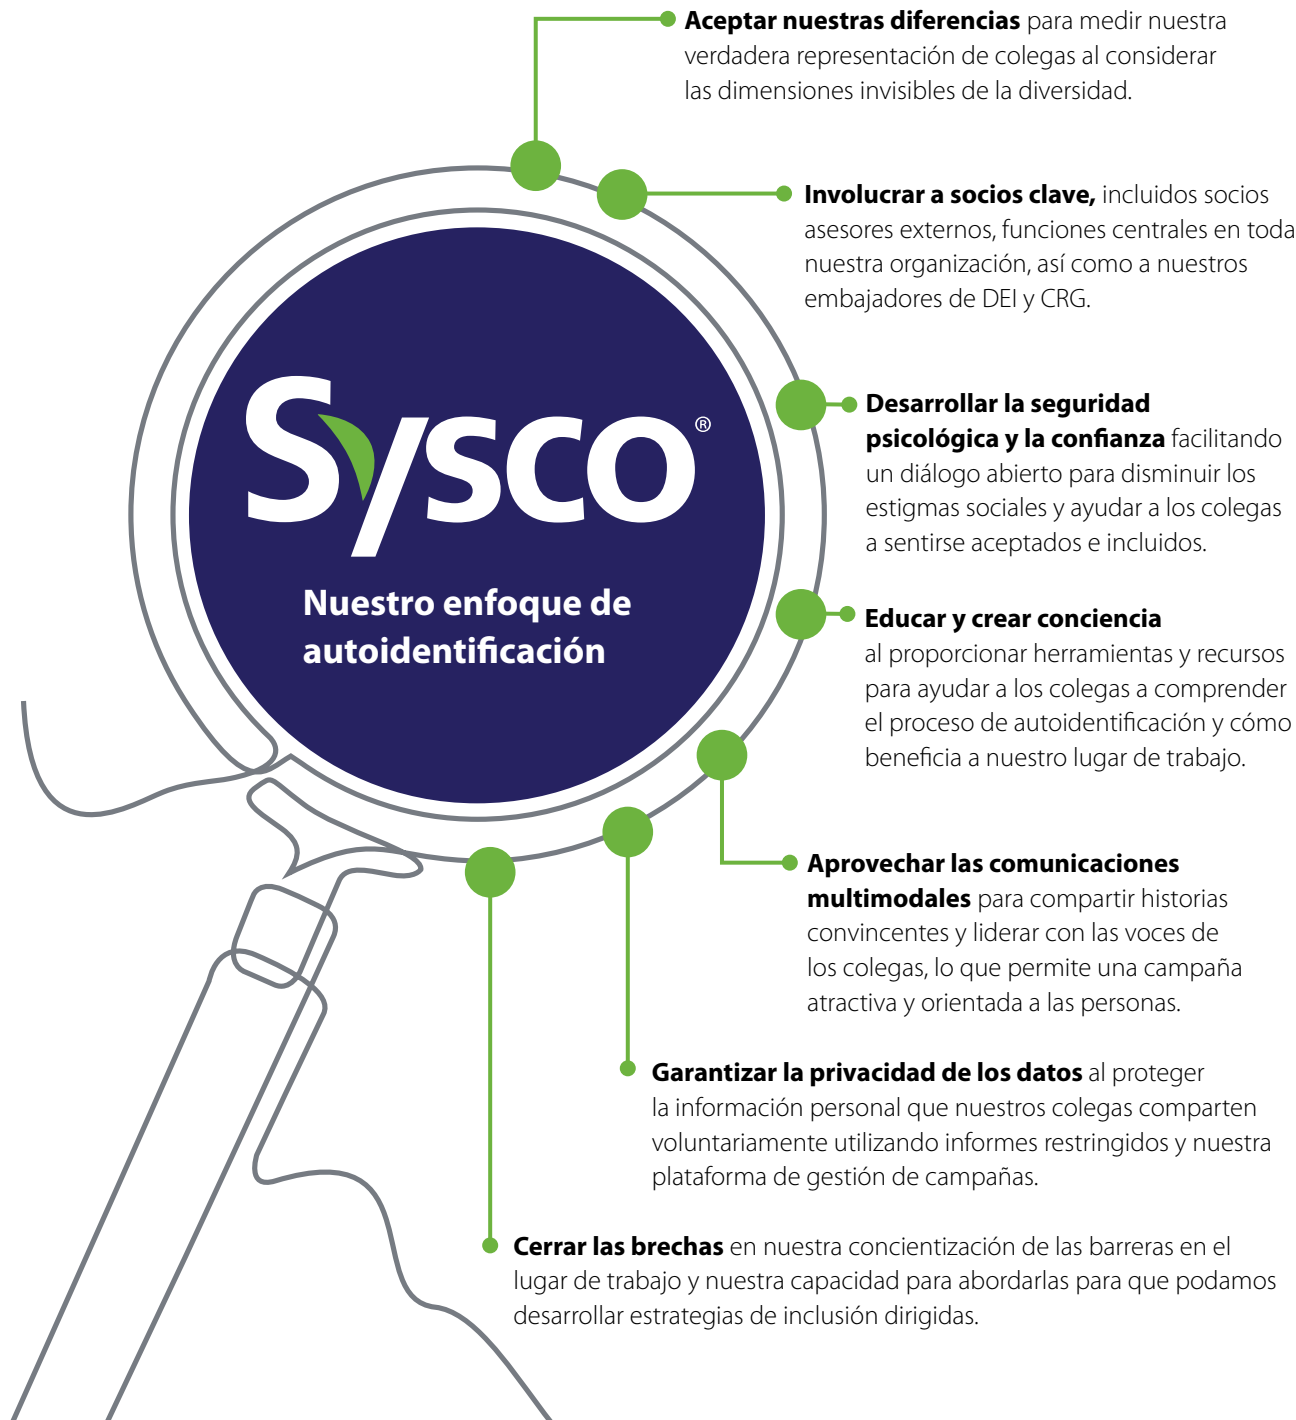 Aceptar nuestras diferencias para medir nuestra
verdadera representación de colegas al considerar
las dimensiones invisibles de la diversidad.
Involucrar a socios clave, incluidos socios
asesores externos, funciones centrales en toda
nuestra organización, así como a nuestros
embajadores de DEI y CRG.
Sysco®
Nuestro enfoque de
autoidentificación
Desarrollar la seguridad
psicológica y la confianza facilitando
un diálogo abierto para disminuir los
estigmas sociales y ayudar a los colegas
a sentirse aceptados e incluidos.
Educar y crear conciencia
al proporcionar herramientas y recursos
para ayudar a los colegas a comprender
el proceso de autoidentificación y cómo
beneficia a nuestro lugar de trabajo.
Aprovechar las comunicaciones
multimodales para compartir historias
convincentes y liderar con las voces de
los colegas, lo que permite una campaña
atractiva y orientada a las personas.
Garantizar la privacidad de los datos al proteger
la información personal que nuestros colegas comparten
voluntariamente utilizando informes restringidos y nuestra
plataforma de gestión de campañas.
Cerrar las brechas en nuestra concientización de las barreras en el
lugar de trabajo y nuestra capacidad para abordarlas para que podamos
desarrollar estrategias de inclusión dirigidas.